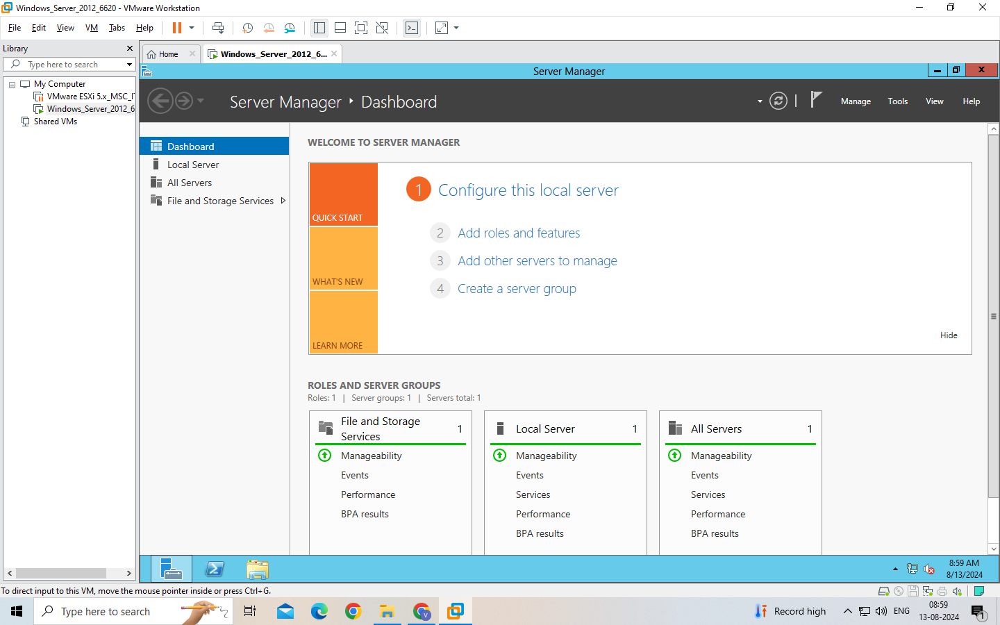 Windows_Server_2012_6620 - VMware Workstation
File Edit View VM Tabs Help
Library
Type here to search
My Computer
VMware ESXi 5.x_MSC_I
Windows_Server_2012_6
Shared VMs
Home
Windows_Server_2012_6...
Server Manager
Server Manager Dashboard
Manage Tools View Help
Dashboard
Local Server
All Servers
File and Storage Services
WELCOME TO SERVER MANAGER
QUICK START
WHAT'S NEW
LEARN MORE
1 Configure this local server
2 Add roles and features
3 Add other servers to manage
4 Create a server group
Hide
ROLES AND SERVER GROUPS
Roles: 1 | Server groups: 1 | Servers total: 1
File and Storage
Services 1
Manageability
Events
Performance
BPA results
Local Server 1
Manageability
Events
Services
Performance
BPA results
All Servers 1
Manageability
Events
Services
Performance
BPA results
8:59 AM
8/13/2024
To direct input to this VM, move the mouse pointer inside or press Ctrl+G.
Type here to search
V
Record high
ENG
08:59
13-08-2024
1